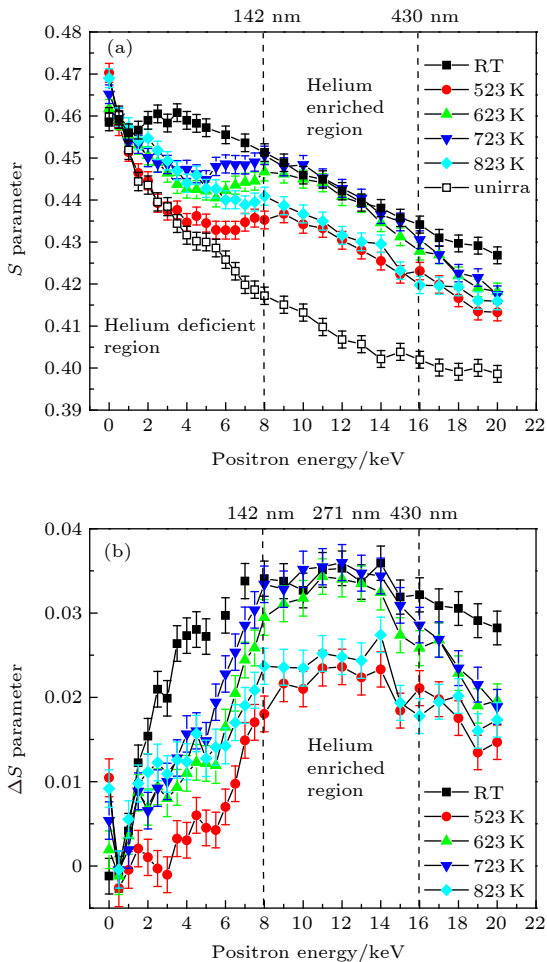 142 nm 430 nm
0.48
0.47
0.46
0.45
0.44
0.43
0.42
0.41
0.40
0.39
S parameter
(a)
Helium
enriched
region
RT
523 K
623 K
723 K
823 K
unirra
Helium deficient
region
0 2 4 6 8 10 12 14 16 18 20 22
Positron energy/keV
142 nm 271 nm 430 nm
0.04
0.03
0.02
0.01
0
ΔS parameter
(b)
Helium
enriched
region
RT
523 K
623 K
723 K
823 K
0 2 4 6 8 10 12 14 16 18 20 22
Positron energy/keV